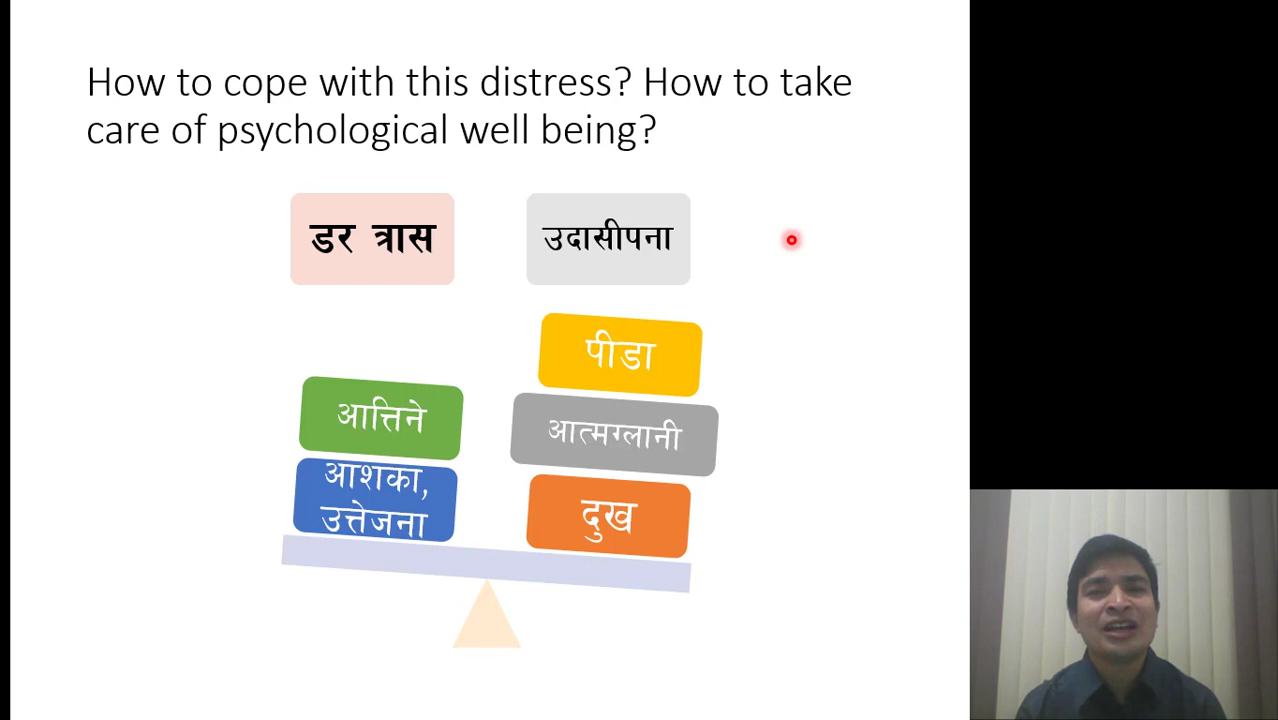 How to cope with this distress? How to take
care of psychological well being?
डर त्रास
उदासीपना
पीडा
आत्तिने
आत्मग्लानी
आशका,
उत्तेजना
दुख